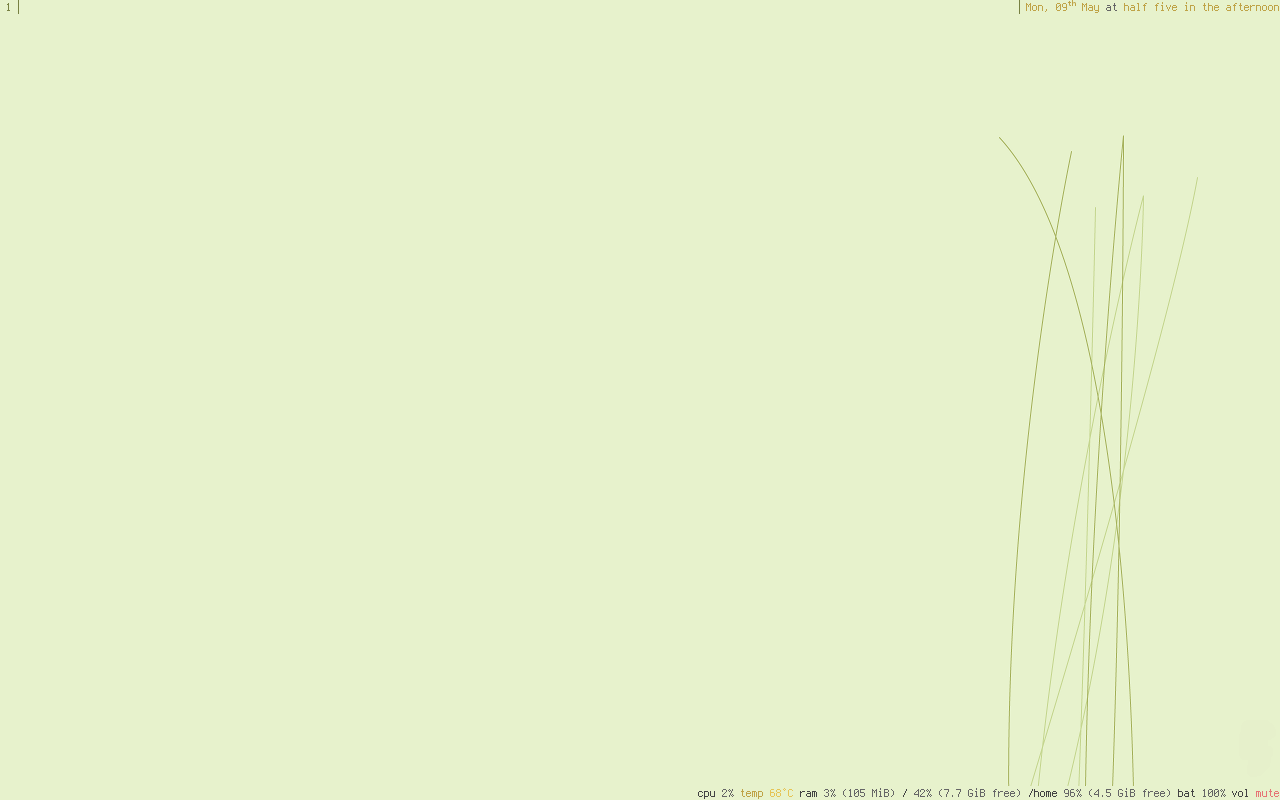 1
Mon, 09th May at half five in the afternoon
cpu 2% temp 68°C ram 3% (105 MiB) / 42% (7.7 GiB free) /home 96% (4.5 GiB free) bat 100% vol mute